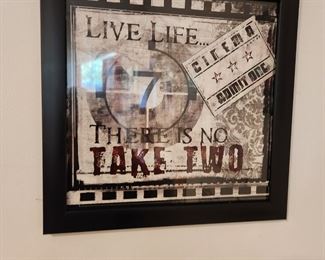 LIVE LIFE...
Cinema
ADMIT ONE
7
THERE IS NO
TAKE TWO